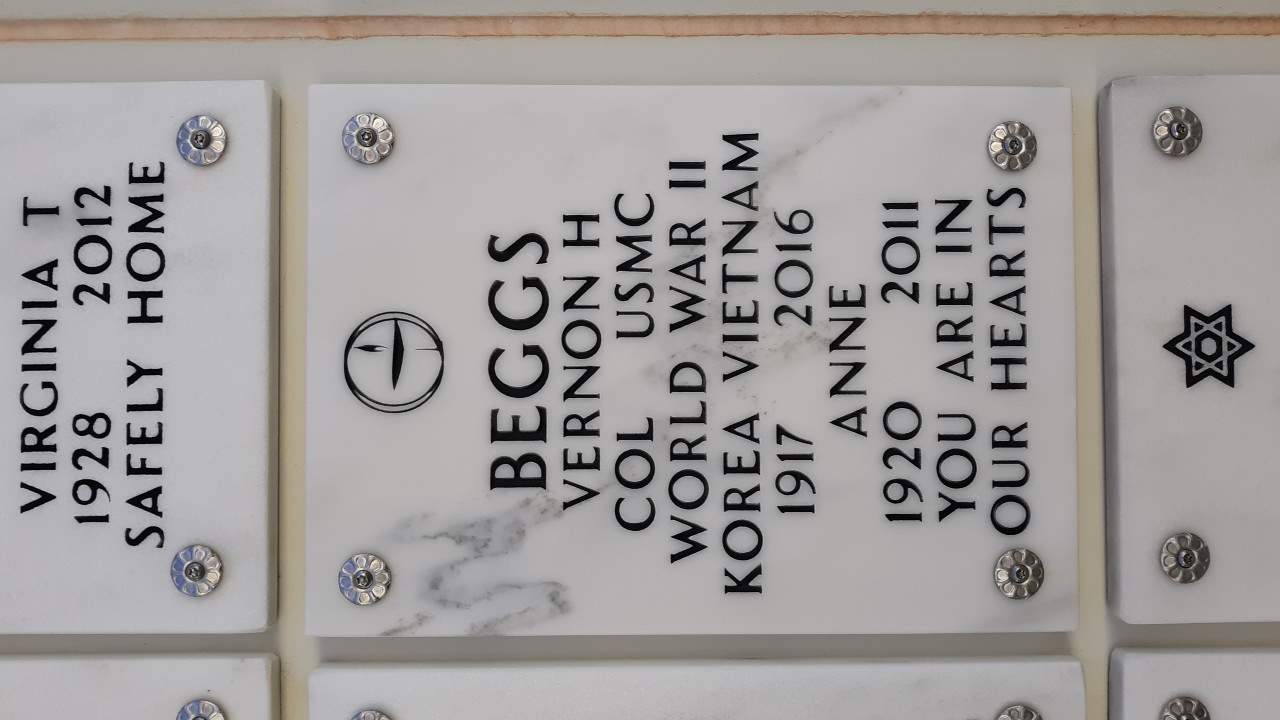 VIRGINIA T
1928 2012
SAFELY HOME
BEGGS
VERNON H
COL USMC
WORLD WAR II
KOREA VIETNAM
1917 2016
ANNE
1920 2011
YOU ARE IN
OUR HEARTS